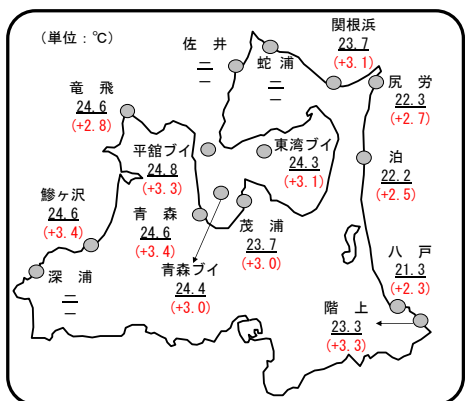 (単位：℃)
佐 井
二
一
蛇 浦
二
一
関根浜
23.7
(+3.1)
尻 労
22.3
(+2.7)
竜 飛
24.6
(+2.8)
平舘ブイ
24.8
(+3.3)
東湾ブイ
24.3
(+3.1)
泊
22.2
(+2.5)
鰺ヶ沢
24.6
(+3.4)
青 森
24.6
(+3.4)
茂 浦
23.7
(+3.0)
青森ブイ
24.4
(+3.0)
深 浦
二
一
八 戸
21.3
(+2.3)
階 上
23.3
(+3.3)